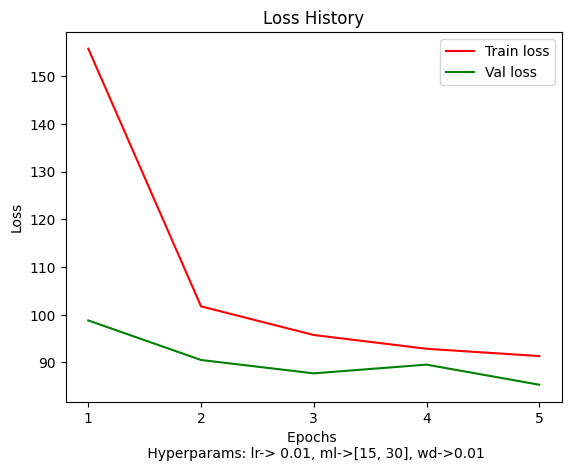 Loss History
Train loss
Val loss
Loss
150
140
130
120
110
100
90
1 2 3 4 5
Epochs
Hyperparams: lr-> 0.01, ml->[15, 30], wd->0.01